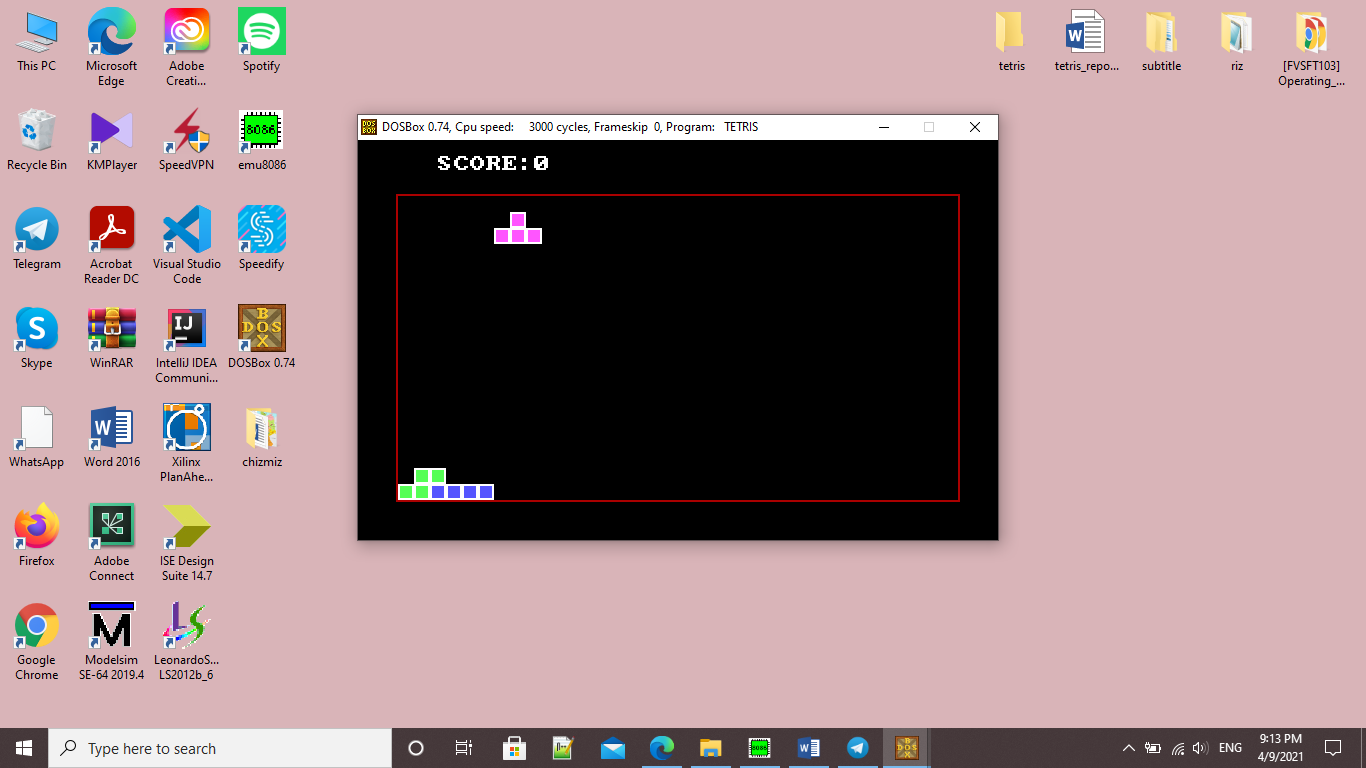 This PC
Microsoft
Edge
Adobe
Creati...
Spotify
tetris
tetris_repo...
subtitle
riz
[FVSFT103]
Operating_...
DOSBox 0.74, Cpu speed: 3000 cycles, Frameskip 0, Program: TETRIS
SCORE:0
Recycle Bin
KMPlayer
SpeedVPN
8086
emu8086
Telegram
Acrobat
Reader DC
Visual Studio
Code
Speedify
Skype
WinRAR
IntelliJ IDEA
Communi...
DOSBox 0.74
WhatsApp
Word 2016
Xilinx
PlanAhe...
chizmiz
Firefox
Adobe
Connect
ISE Design
Suite 14.7
Google
Chrome
Modelsim
SE-64 2019.4
LeonardoS...
LS2012b_6
Type here to search
ENG
9:13 PM
4/9/2021